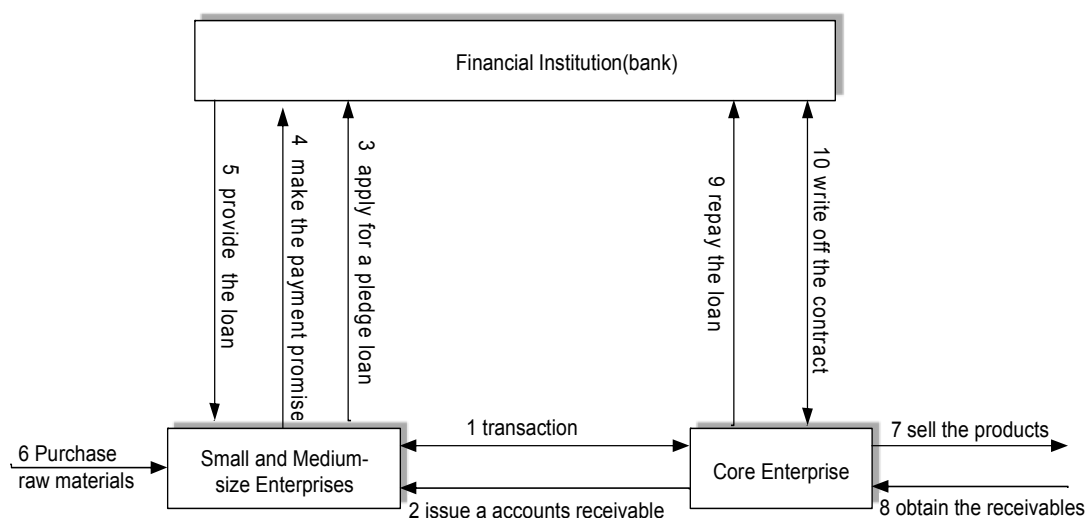 Financial Institution(bank)
5 provide the loan
4 make the payment promise
3 apply for a pledge loan
9 repay the loan
10 write off the contract
1 transaction
7 sell the products
6 Purchase
raw materials
Small and Medium-
size Enterprises
Core Enterprise
2 issue a accounts receivable
8 obtain the receivables